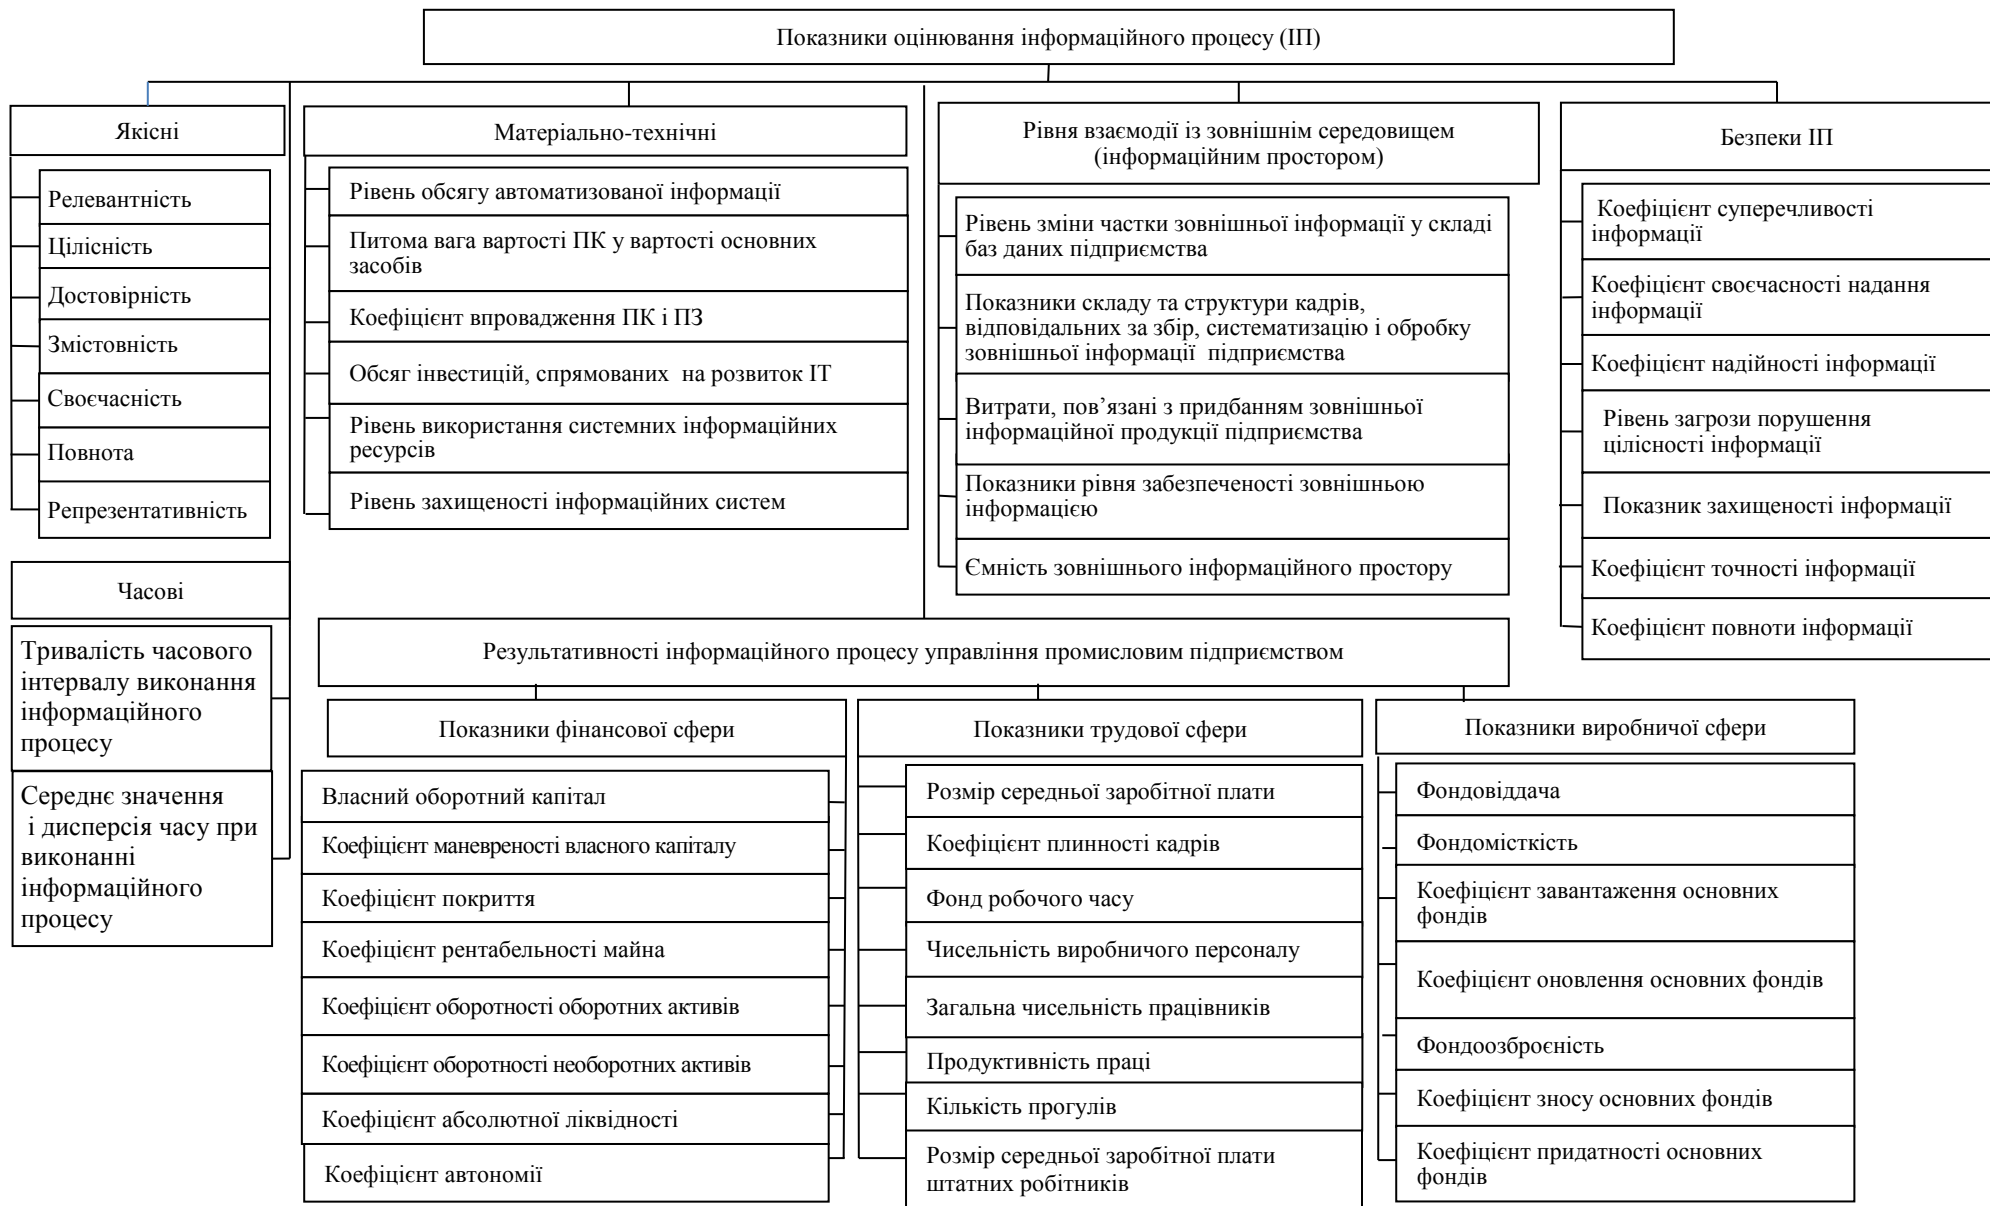 Показники оцінювання інформаційного процесу (ІП)
Якісні
Релевантність
Цілісність
Достовірність
Змістовність
Своєчасність
Повнота
Репрезентативність
Часові
Тривалість часового
інтервалу виконання
інформаційного
процесу
Середнє значення
і дисперсія часу при
виконанні
інформаційного
процесу
Матеріально-технічні
Рівень обсягу автоматизованої інформації
Питома вага вартості ПК у вартості основних
засобів
Коефіцієнт впровадження ПК і ПЗ
Обсяг інвестицій, спрямованих на розвиток ІТ
Рівень використання системних інформаційних
ресурсів
Рівень захищеності інформаційних систем
Рівня взаємодії із зовнішнім середовищем
(інформаційним простором)
Рівень зміни частки зовнішньої інформації у складі
баз даних підприємства
Показники складу та структури кадрів,
відповідальних за збір, систематизацію і обробку
зовнішньої інформації підприємства
Витрати, пов’язані з придбанням зовнішньої
інформаційної продукції підприємства
Показники рівня забезпеченості зовнішньою
інформацією
Ємність зовнішнього інформаційного простору
Безпеки ІП
Коефіцієнт суперечливості
інформації
Коефіцієнт своєчасності надання
інформації
Коефіцієнт надійності інформації
Рівень загрози порушення
цілісності інформації
Показник захищеності інформації
Коефіцієнт точності інформації
Коефіцієнт повноти інформації
Результативності інформаційного процесу управління промисловим підприємством
Показники фінансової сфери
Власний оборотний капітал
Коефіцієнт маневреності власного капіталу
Коефіцієнт покриття
Коефіцієнт рентабельності майна
Коефіцієнт оборотності оборотних активів
Коефіцієнт оборотності необоротних активів
Коефіцієнт абсолютної ліквідності
Коефіцієнт автономії
Показники трудової сфери
Розмір середньої заробітної плати
Коефіцієнт плинності кадрів
Фонд робочого часу
Чисельність виробничого персоналу
Загальна чисельність працівників
Продуктивність праці
Кількість прогулів
Розмір середньої заробітної плати
штатних робітників
Показники виробничої сфери
Фондовіддача
Фондомісткість
Коефіцієнт завантаження основних
фондів
Коефіцієнт оновлення основних фондів
Фондоозброєність
Коефіцієнт зносу основних фондів
Коефіцієнт придатності основних
фондів